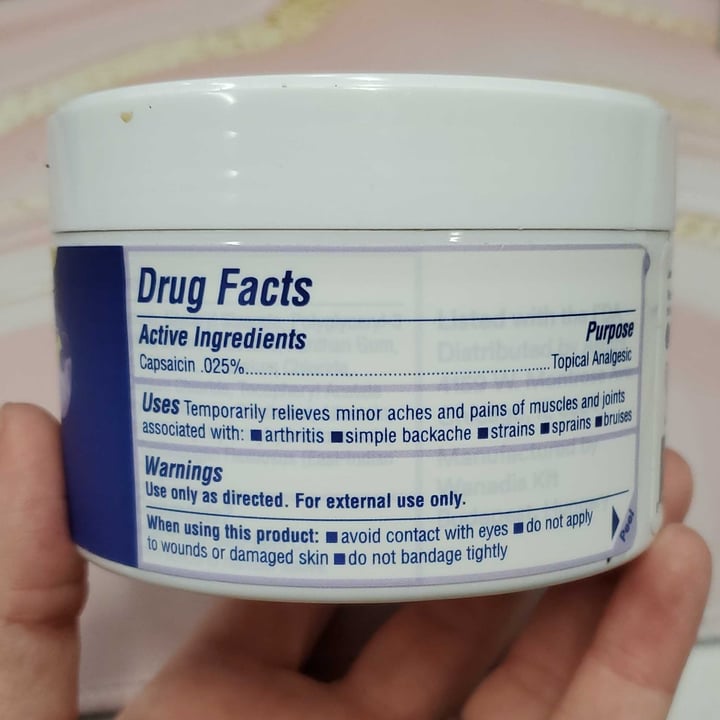 Drug Facts
Active Ingredients Purpose
Capsaicin .025%........................................................Topical Analgesic
Uses Temporarily relieves minor aches and pains of muscles and joints
associated with: ■arthritis ■simple backache ■strains ■sprains ■bruises
Warnings
Use only as directed. For external use only.
When using this product: ■avoid contact with eyes ■do not apply
to wounds or damaged skin ■do not bandage tightly
Peel